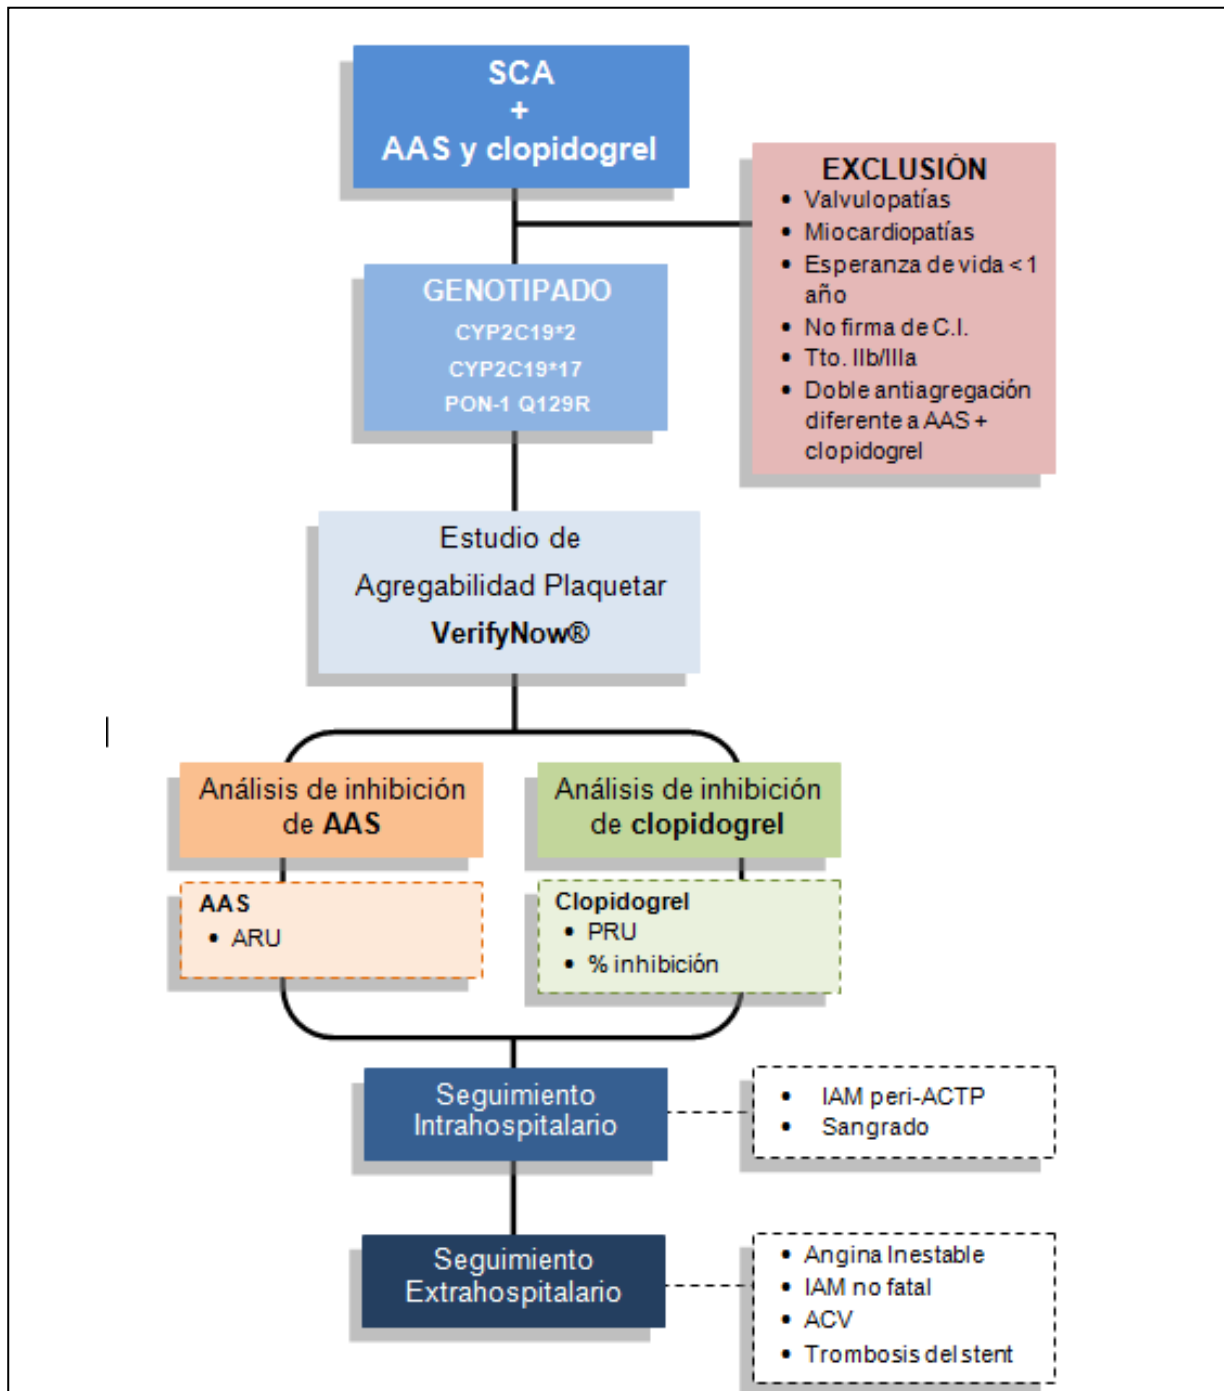 SCA
+
AAS y clopidogrel
EXCLUSIÓN
• Valvulopatías
• Miocardiopatías
• Esperanza de vida < 1
año
• No firma de C.I.
• Tto. IIb/IIIa
• Doble antiagregación
diferente a AAS +
clopidogrel
GENOTIPADO
CYP2C19*2
CYP2C19*17
PON-1 Q129R
Estudio de
Agregabilidad Plaquetar
VerifyNow®
Análisis de inhibición
de AAS
Análisis de inhibición
de clopidogrel
AAS
• ARU
Clopidogrel
• PRU
• % inhibición
Seguimiento
Intrahospitalario
• IAM peri-ACTP
• Sangrado
Seguimiento
Extrahospitalario
• Angina Inestable
• IAM no fatal
• ACV
• Trombosis del stent